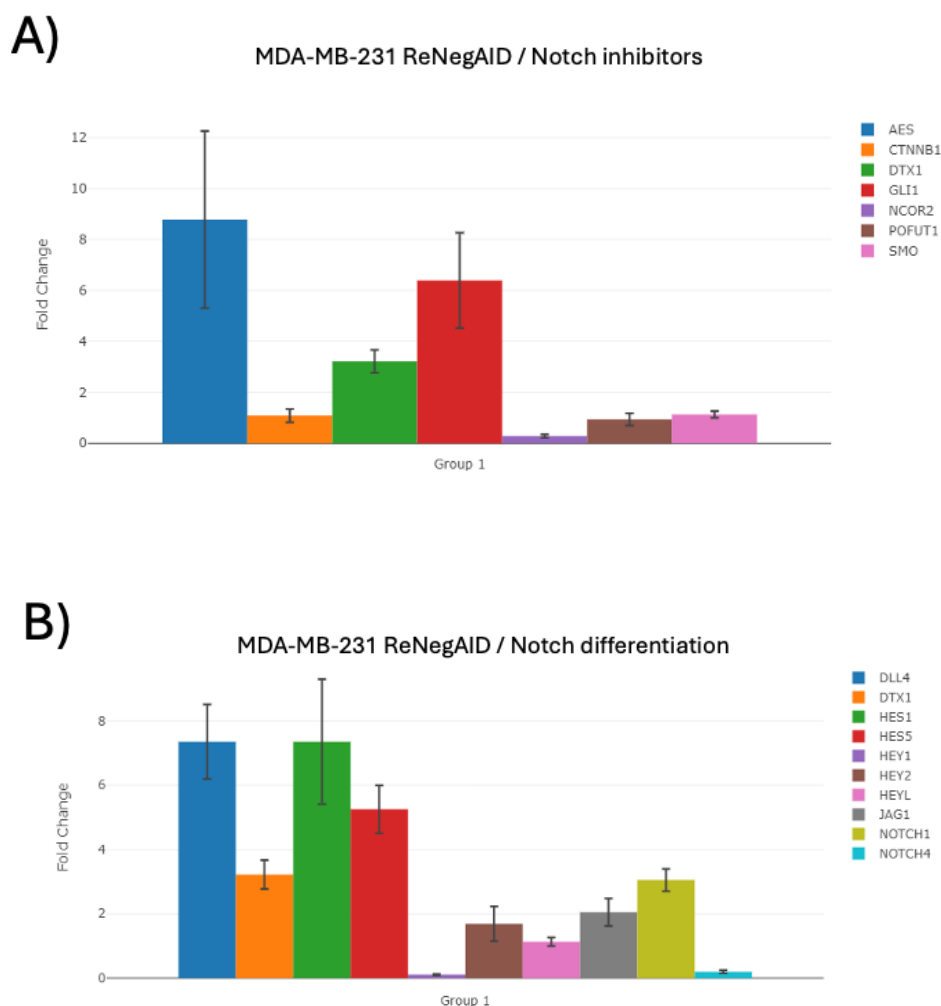 A)
MDA-MB-231 ReNegAID / Notch inhibitors
12
10
8
6
4
2
0
Fold Change
Group 1
AES
CTNNB1
DTX1
GLI1
NCOR2
POFUT1
SMO
B)
MDA-MB-231 ReNegAID / Notch differentiation
8
6
4
2
0
Fold Change
Group 1
DLL4
DTX1
HES1
HES5
HEY1
HEY2
HEYL
JAG1
NOTCH1
NOTCH4